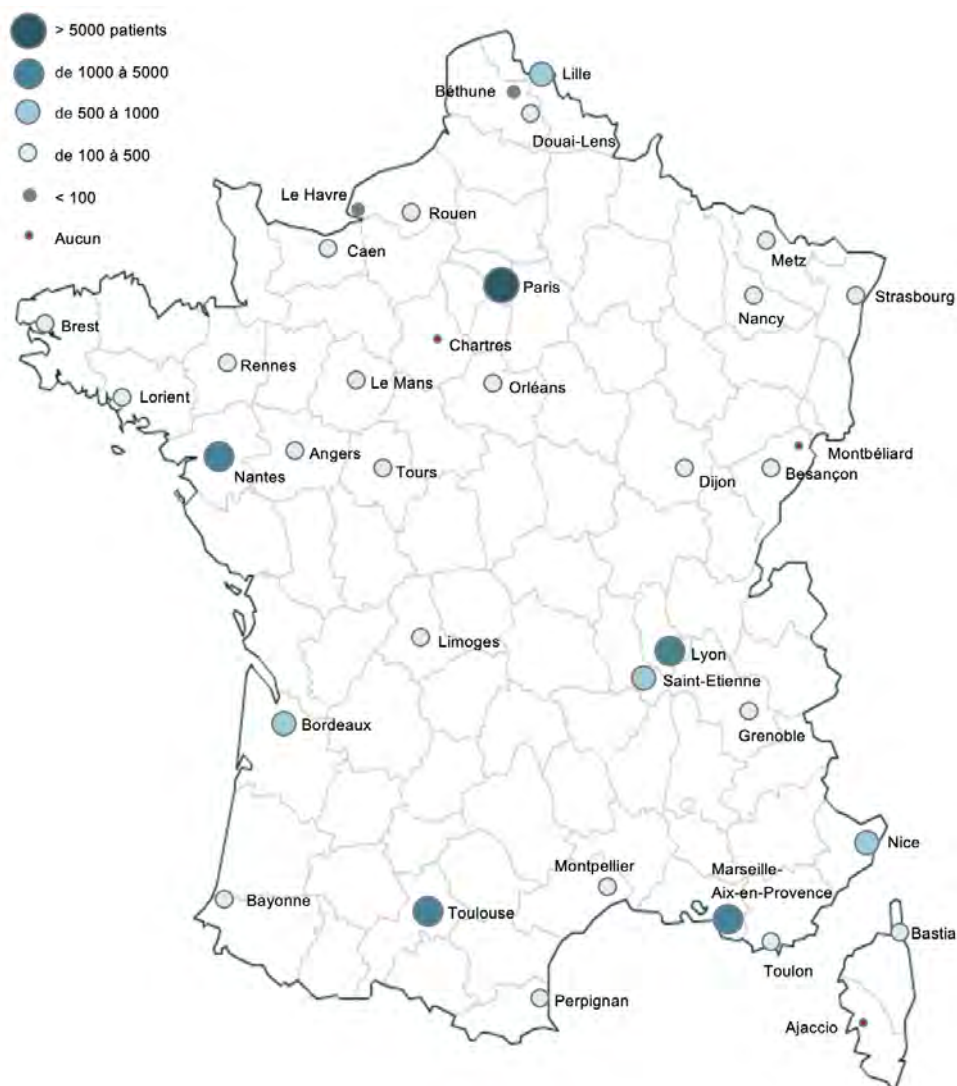 > 5000 patients
de 1000 à 5000
de 500 à 1000
de 100 à 500
< 100
Aucun
Lille
Béthune
Douai-Lens
Le Havre
Rouen
Caen
Metz
Paris
Nancy
Strasbourg
Brest
Chartres
Rennes
Le Mans
Orléans
Lorient
Angers
Montbéliard
Nantes
Tours
Dijon
Besançon
Limoges
Lyon
Saint-Etienne
Bordeaux
Grenoble
Nice
Montpellier
Marseille-
Aix-en-Provence
Bayonne
Toulouse
Bastia
Toulon
Perpignan
Ajaccio